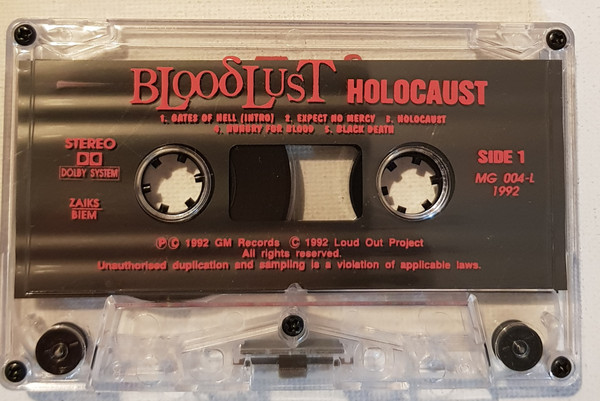 BLOODLUST HOLOCAUST
1. GATES OF HELL (INTRO) 2. EXPECT NO MERCY 3. HOLOCAUST
4. HUNGRY FOR BLOOD 5. BLACK DEATH
STEREO
DOLBY SYSTEM
ZAIKS
BIEM
SIDE 1
MG 004-L
1992
Ⓟ© 1992 GM Records © 1992 Loud Out Project
All rights reserved.
Unauthorised duplication and sampling is a violation of applicable laws.